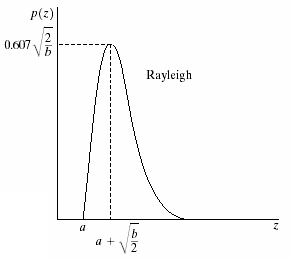 p(z)
0.607 √(2/b)
Rayleigh
a
z
a + √(b/2)